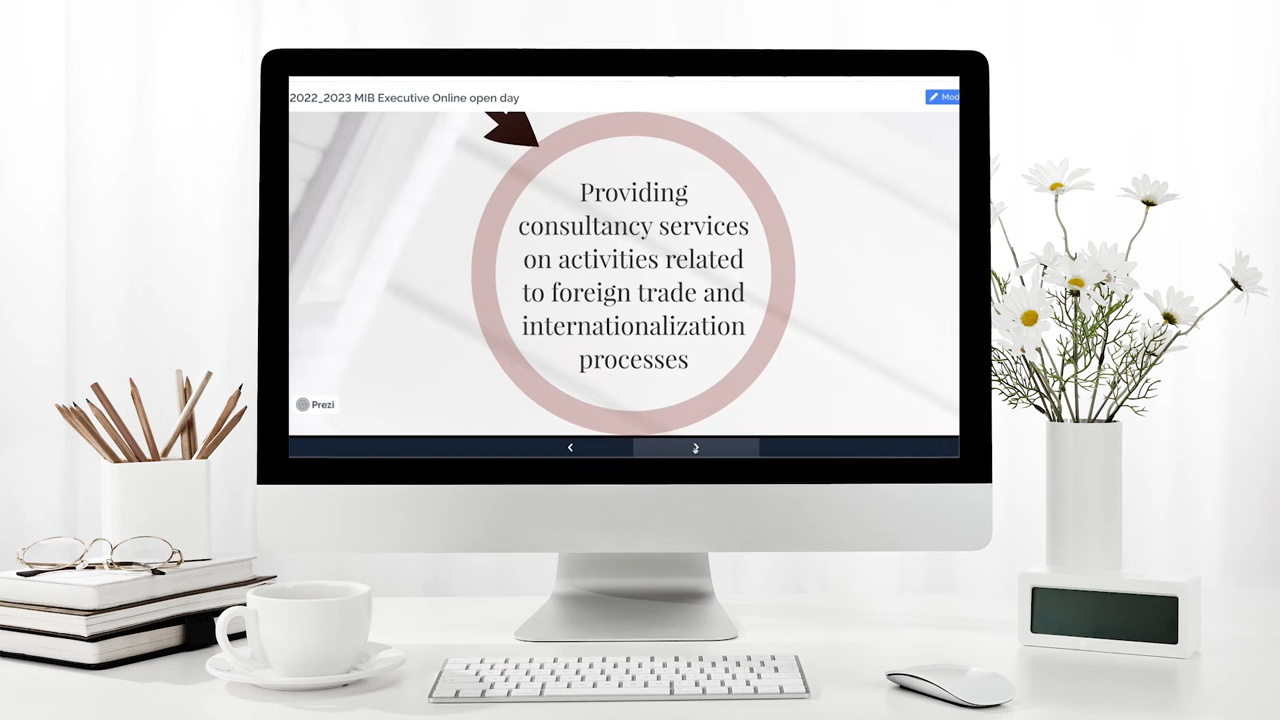 2022_2023 MIB Executive Online open day
Mod
Providing
consultancy services
on activities related
to foreign trade and
internationalization
processes
Prezi